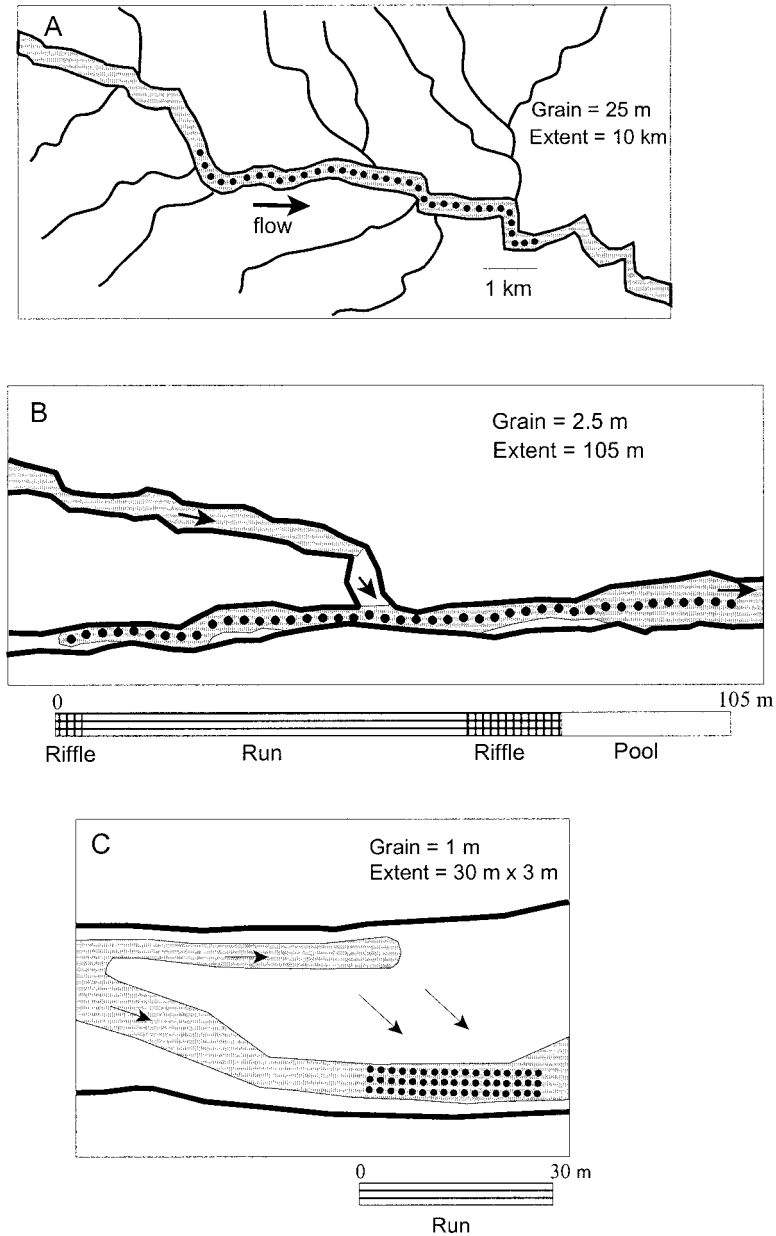 A
Grain = 25 m
Extent = 10 km
flow
1 km
B
Grain = 2.5 m
Extent = 105 m
0 105 m
Riffle Run Riffle Pool
C
Grain = 1 m
Extent = 30 m x 3 m
0 30 m
Run